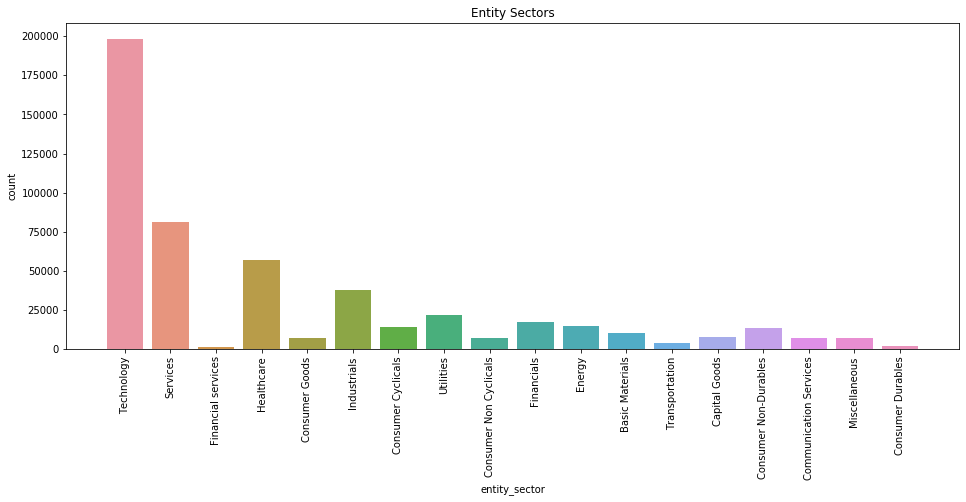 Entity Sectors
200000
175000
150000
125000
100000
75000
50000
25000
0
count
Technology
Services
Financial services
Healthcare
Consumer Goods
Industrials
Consumer Cyclicals
Utilities
Consumer Non Cyclicals
Financials
Energy
Basic Materials
Transportation
Capital Goods
Consumer Non-Durables
Communication Services
Miscellaneous
Consumer Durables
entity_sector